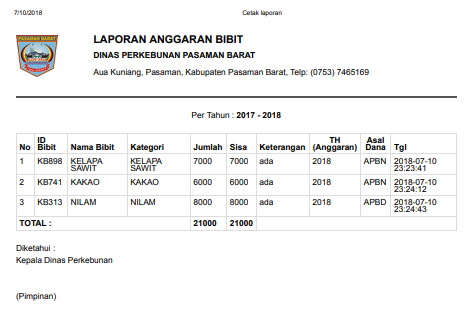 7/10/2018 Cetak laporan
PASAMAN BARAT
LAPORAN ANGGARAN BIBIT
DINAS PERKEBUNAN PASAMAN BARAT
Aua Kuniang, Pasaman, Kabupaten Pasaman Barat, Telp: (0753) 7465169
Per Tahun : 2017 - 2018
No ID Bibit Nama Bibit Kategori Jumlah Sisa Keterangan TH (Anggaran) Asal Dana Tgl
1 KB898 KELAPA SAWIT KELAPA SAWIT 7000 7000 ada 2018 APBN 2018-07-10 23:23:41
2 KB741 KAKAO KAKAO 6000 6000 ada 2018 APBN 2018-07-10 23:24:12
3 KB313 NILAM NILAM 8000 8000 ada 2018 APBD 2018-07-10 23:24:43
TOTAL : 21000 21000
Diketahui :
Kepala Dinas Perkebunan
(Pimpinan)